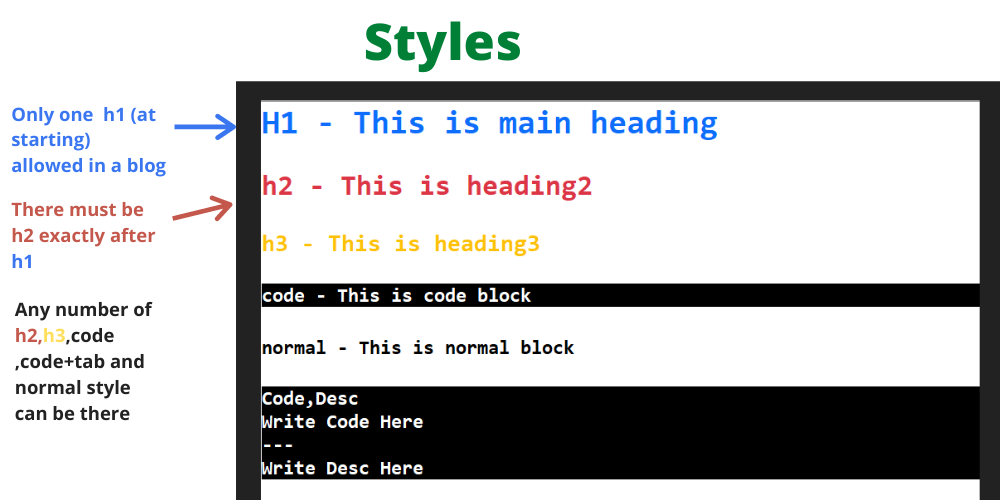 Styles
Only one h1 (at
starting)
allowed in a blog
There must be
h2 exactly after
h1
Any number of
h2,h3,code
,code+tab and
normal style
can be there
H1 - This is main heading
h2 - This is heading2
h3 - This is heading3
code - This is code block
normal - This is normal block
Code,Desc
Write Code Here
---
Write Desc Here